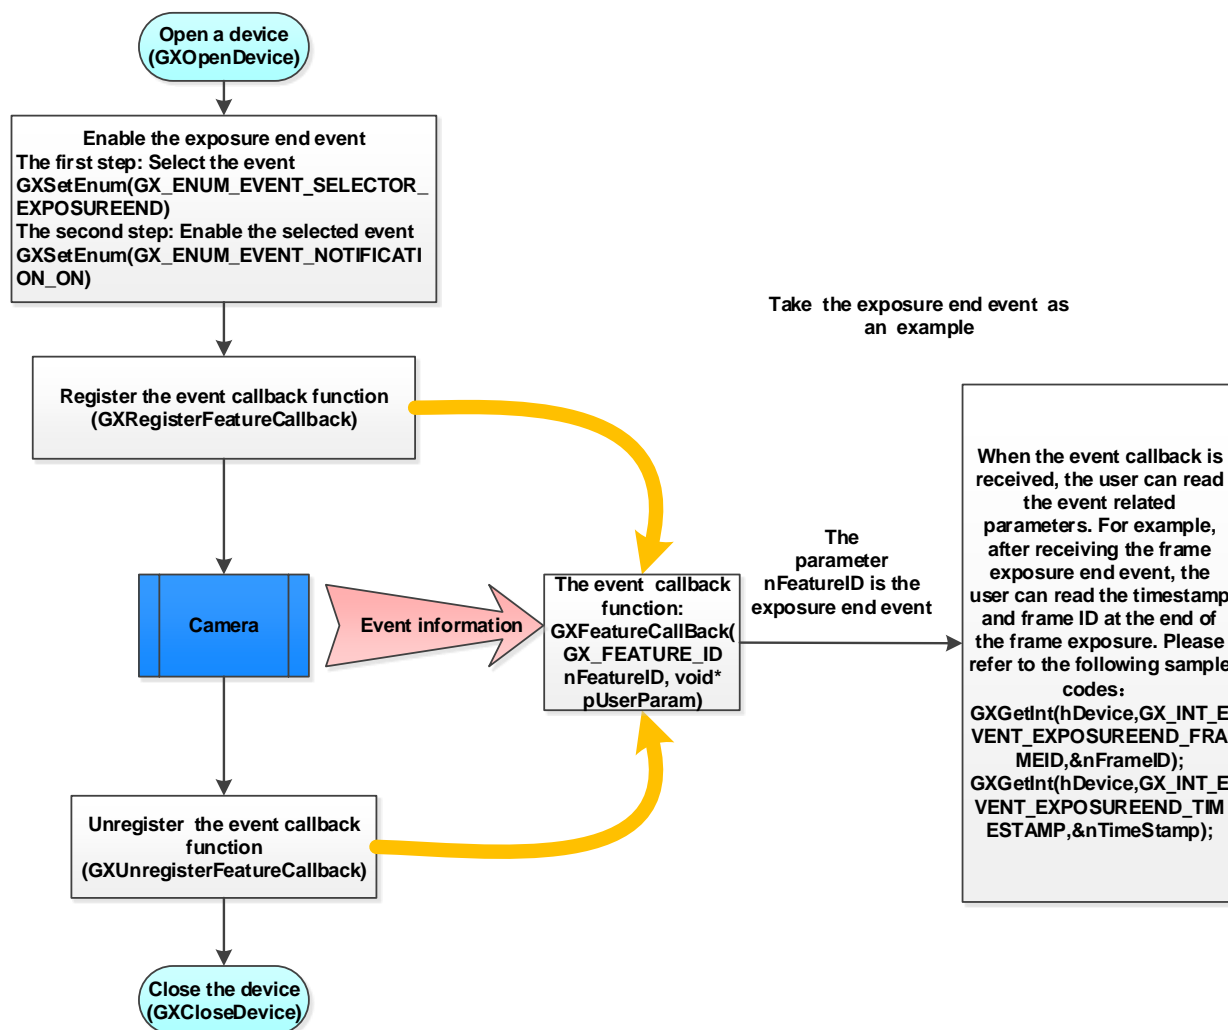 Open a device
(GXOpenDevice)
Enable the exposure end event
The first step: Select the event
GXSetEnum(GX_ENUM_EVENT_SELECTOR_
EXPOSUREEND)
The second step: Enable the selected event
GXSetEnum(GX_ENUM_EVENT_NOTIFICATI
ON_ON)
Take the exposure end event as
an example
Register the event callback function
(GXRegisterFeatureCallback)
Camera
Event information
The event callback
function:
GXFeatureCallBack(
GX_FEATURE_ID
nFeatureID, void*
pUserParam)
The
parameter
nFeatureID is the
exposure end event
When the event callback is
received, the user can read
the event related
parameters. For example,
after receiving the frame
exposure end event, the
user can read the timestamp
and frame ID at the end of
the frame exposure. Please
refer to the following sample
codes：
GXGetInt(hDevice,GX_INT_E
VENT_EXPOSUREEND_FRA
MEID,&nFrameID);
GXGetInt(hDevice,GX_INT_E
VENT_EXPOSUREEND_TIM
ESTAMP,&nTimeStamp);
Unregister the event callback
function
(GXUnregisterFeatureCallback)
Close the device
(GXCloseDevice)